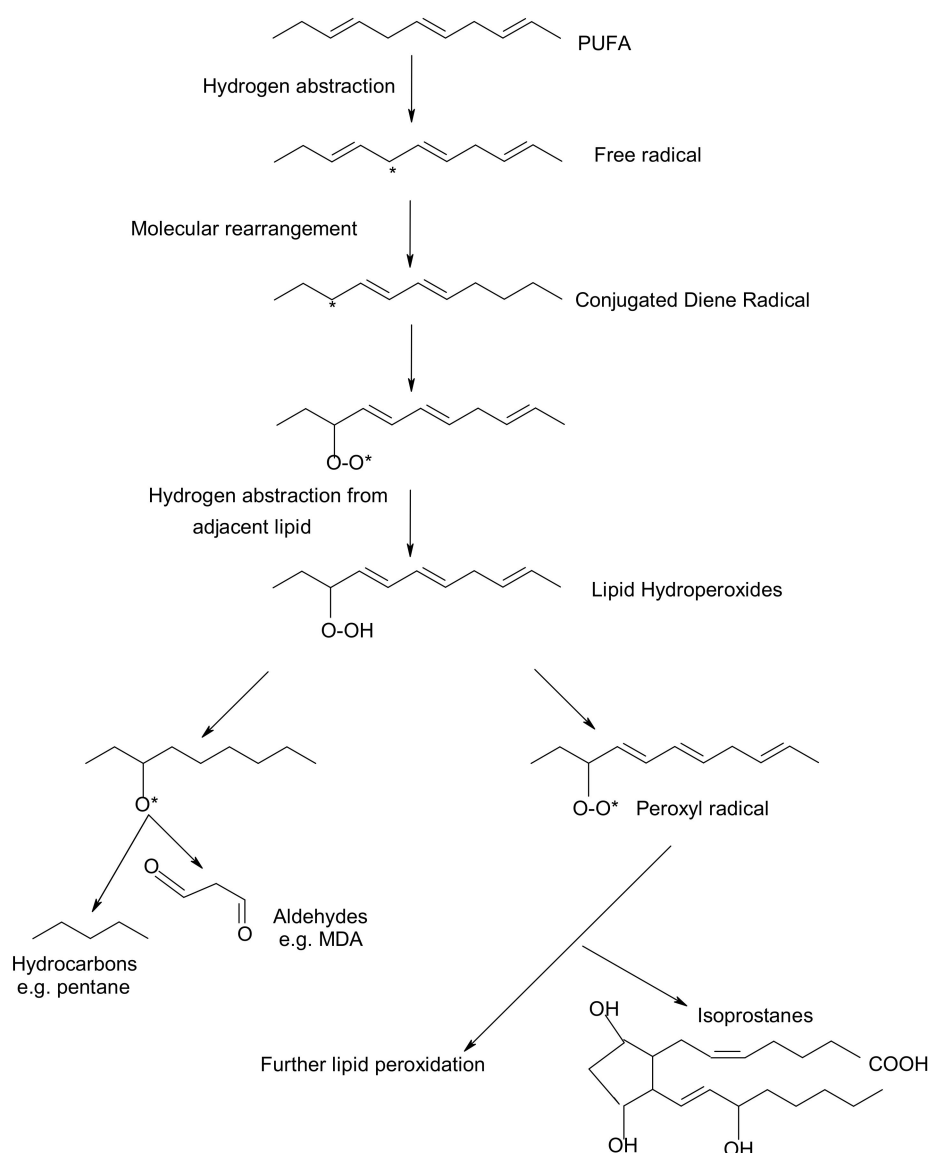 PUFA
Hydrogen abstraction
Free radical
*
Molecular rearrangement
*
Conjugated Diene Radical
O-O*
Hydrogen abstraction from
adjacent lipid
Lipid Hydroperoxides
O-OH
O*
O-O*
Peroxyl radical
O
O
Aldehydes
e.g. MDA
Hydrocarbons
e.g. pentane
OH
Isoprostanes
Further lipid peroxidation
COOH
OH
OH